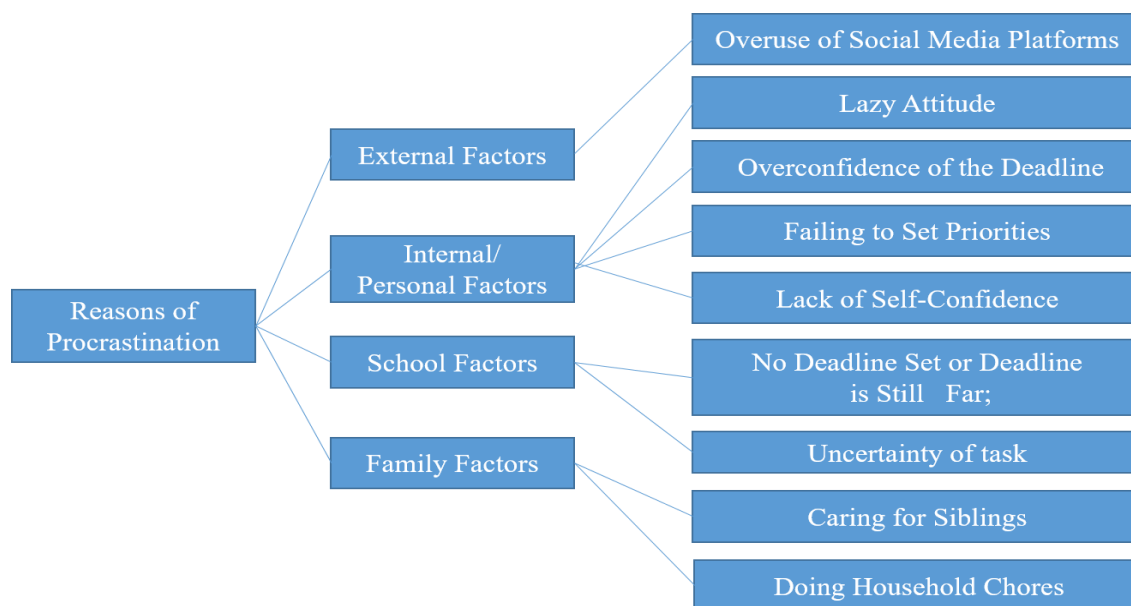 Reasons of
Procrastination
External Factors
Internal/
Personal Factors
School Factors
Family Factors
Overuse of Social Media Platforms
Lazy Attitude
Overconfidence of the Deadline
Failing to Set Priorities
Lack of Self-Confidence
No Deadline Set or Deadline
is Still Far;
Uncertainty of task
Caring for Siblings
Doing Household Chores